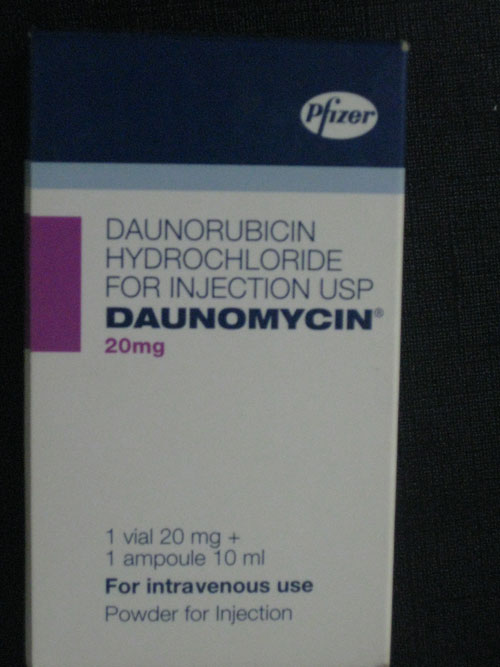 Pfizer
DAUNORUBICIN
HYDROCHLORIDE
FOR INJECTION USP
DAUNOMYCIN®
20mg
1 vial 20 mg +
1 ampoule 10 ml
For intravenous use
Powder for Injection